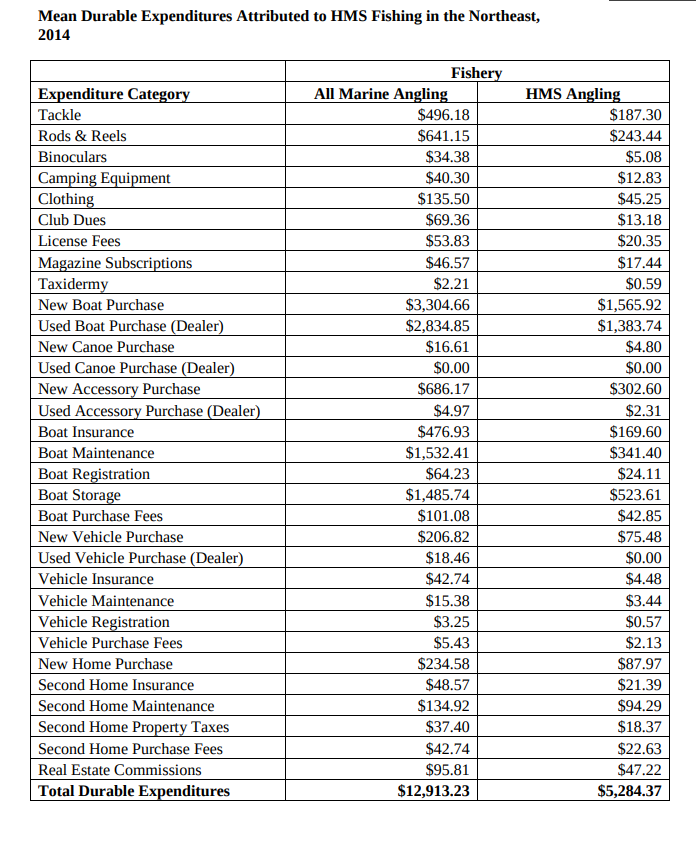 Mean Durable Expenditures Attributed to HMS Fishing in the Northeast,
2014
Fishery
Expenditure Category All Marine Angling HMS Angling
Tackle $496.18 $187.30
Rods & Reels $641.15 $243.44
Binoculars $34.38 $5.08
Camping Equipment $40.30 $12.83
Clothing $135.50 $45.25
Club Dues $69.36 $13.18
License Fees $53.83 $20.35
Magazine Subscriptions $46.57 $17.44
Taxidermy $2.21 $0.59
New Boat Purchase $3,304.66 $1,565.92
Used Boat Purchase (Dealer) $2,834.85 $1,383.74
New Canoe Purchase $16.61 $4.80
Used Canoe Purchase (Dealer) $0.00 $0.00
New Accessory Purchase $686.17 $302.60
Used Accessory Purchase (Dealer) $4.97 $2.31
Boat Insurance $476.93 $169.60
Boat Maintenance $1,532.41 $341.40
Boat Registration $64.23 $24.11
Boat Storage $1,485.74 $523.61
Boat Purchase Fees $101.08 $42.85
New Vehicle Purchase $206.82 $75.48
Used Vehicle Purchase (Dealer) $18.46 $0.00
Vehicle Insurance $42.74 $4.48
Vehicle Maintenance $15.38 $3.44
Vehicle Registration $3.25 $0.57
Vehicle Purchase Fees $5.43 $2.13
New Home Purchase $234.58 $87.97
Second Home Insurance $48.57 $21.39
Second Home Maintenance $134.92 $94.29
Second Home Property Taxes $37.40 $18.37
Second Home Purchase Fees $42.74 $22.63
Real Estate Commissions $95.81 $47.22
Total Durable Expenditures $12,913.23 $5,284.37